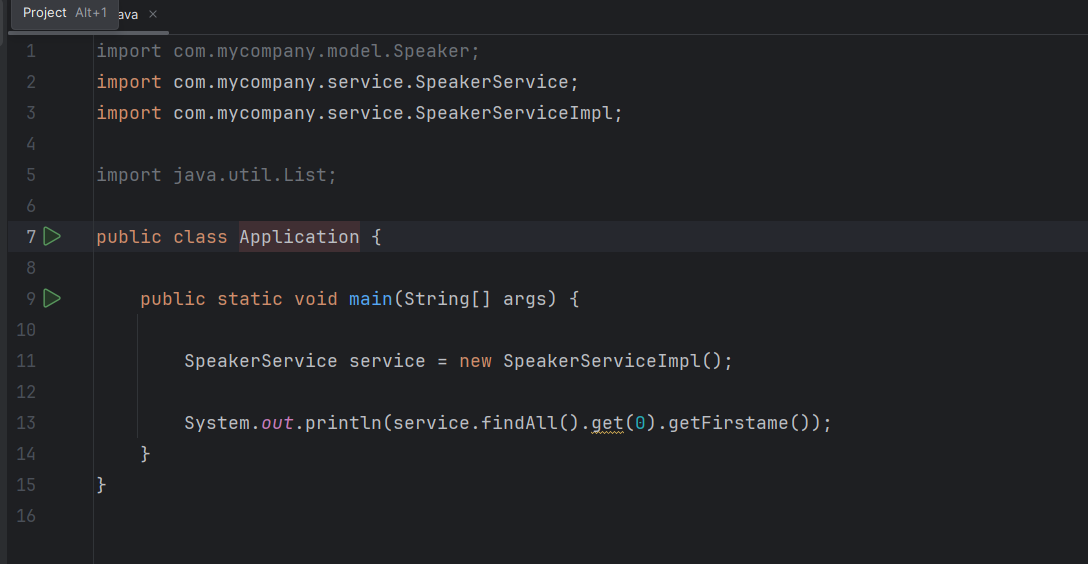 Project Alt+1 ava ×
1 import com.mycompany.model.Speaker;
2 import com.mycompany.service.SpeakerService;
3 import com.mycompany.service.SpeakerServiceImpl;
4
5 import java.util.List;
6
7 public class Application {
8
9 public static void main(String[] args) {
10
11 SpeakerService service = new SpeakerServiceImpl();
12
13 System.out.println(service.findAll().get(0).getFirstame());
14 }
15 }
16